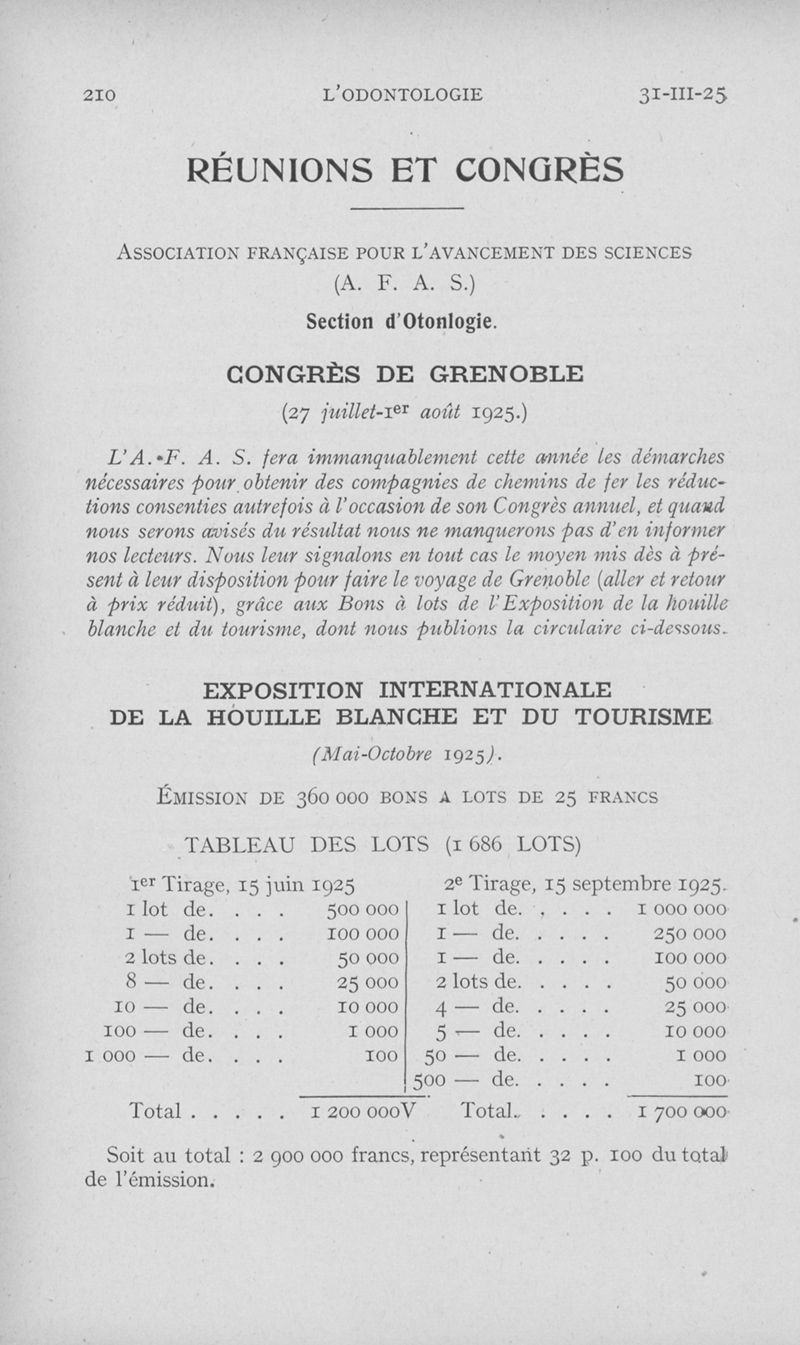 210 L'ODONTOLOGIE 31-III-25
RÉUNIONS ET CONGRÈS
ASSOCIATION FRANÇAISE POUR L'AVANCEMENT DES SCIENCES
(A. F. A. S.)
Section d'Otonlogie.
CONGRÈS DE GRENOBLE
(27 juillet-1er août 1925.)
L'A.-F. A. S. fera immanquablement cette année les démarches
nécessaires pour obtenir des compagnies de chemins de fer les réduc-
tions consenties autrefois à l'occasion de son Congrès annuel, et quand
nous serons avisés du résultat nous ne manquerons pas d'en informer
nos lecteurs. Nous leur signalons en tout cas le moyen mis dès à pré-
sent à leur disposition pour faire le voyage de Grenoble (aller et retour
à prix réduit), grâce aux Bons à lots de l'Exposition de la houille
blanche et du tourisme, dont nous publions la circulaire ci-dessous.
EXPOSITION INTERNATIONALE
DE LA HOUILLE BLANCHE ET DU TOURISME
(Mai-Octobre 1925).
ÉMISSION DE 360 000 BONS A LOTS DE 25 FRANCS
TABLEAU DES LOTS (1 686 LOTS)
1er Tirage, 15 juin 1925 2e Tirage, 15 septembre 1925.
1 lot de. . . . 500 000 1 lot de. . . . . 1 000 000
1 — de. . . . 100 000 1 — de. . . . . 250 000
2 lots de. . . . 50 000 1 — de. . . . . 100 000
8 — de. . . . 25 000 2 lots de. . . . . 50 000
10 — de. . . . 10 000 4 — de. . . . . 25 000
100 — de. . . . 1 000 5 — de. . . . . 10 000
1 000 — de. . . . 100 50 — de. . . . . 1 000
500 — de. . . . . 100
Total . . . . . 1 200 000V Total. . . . . 1 700 000
Soit au total : 2 900 000 francs, représentant 32 p. 100 du total
de l'émission.